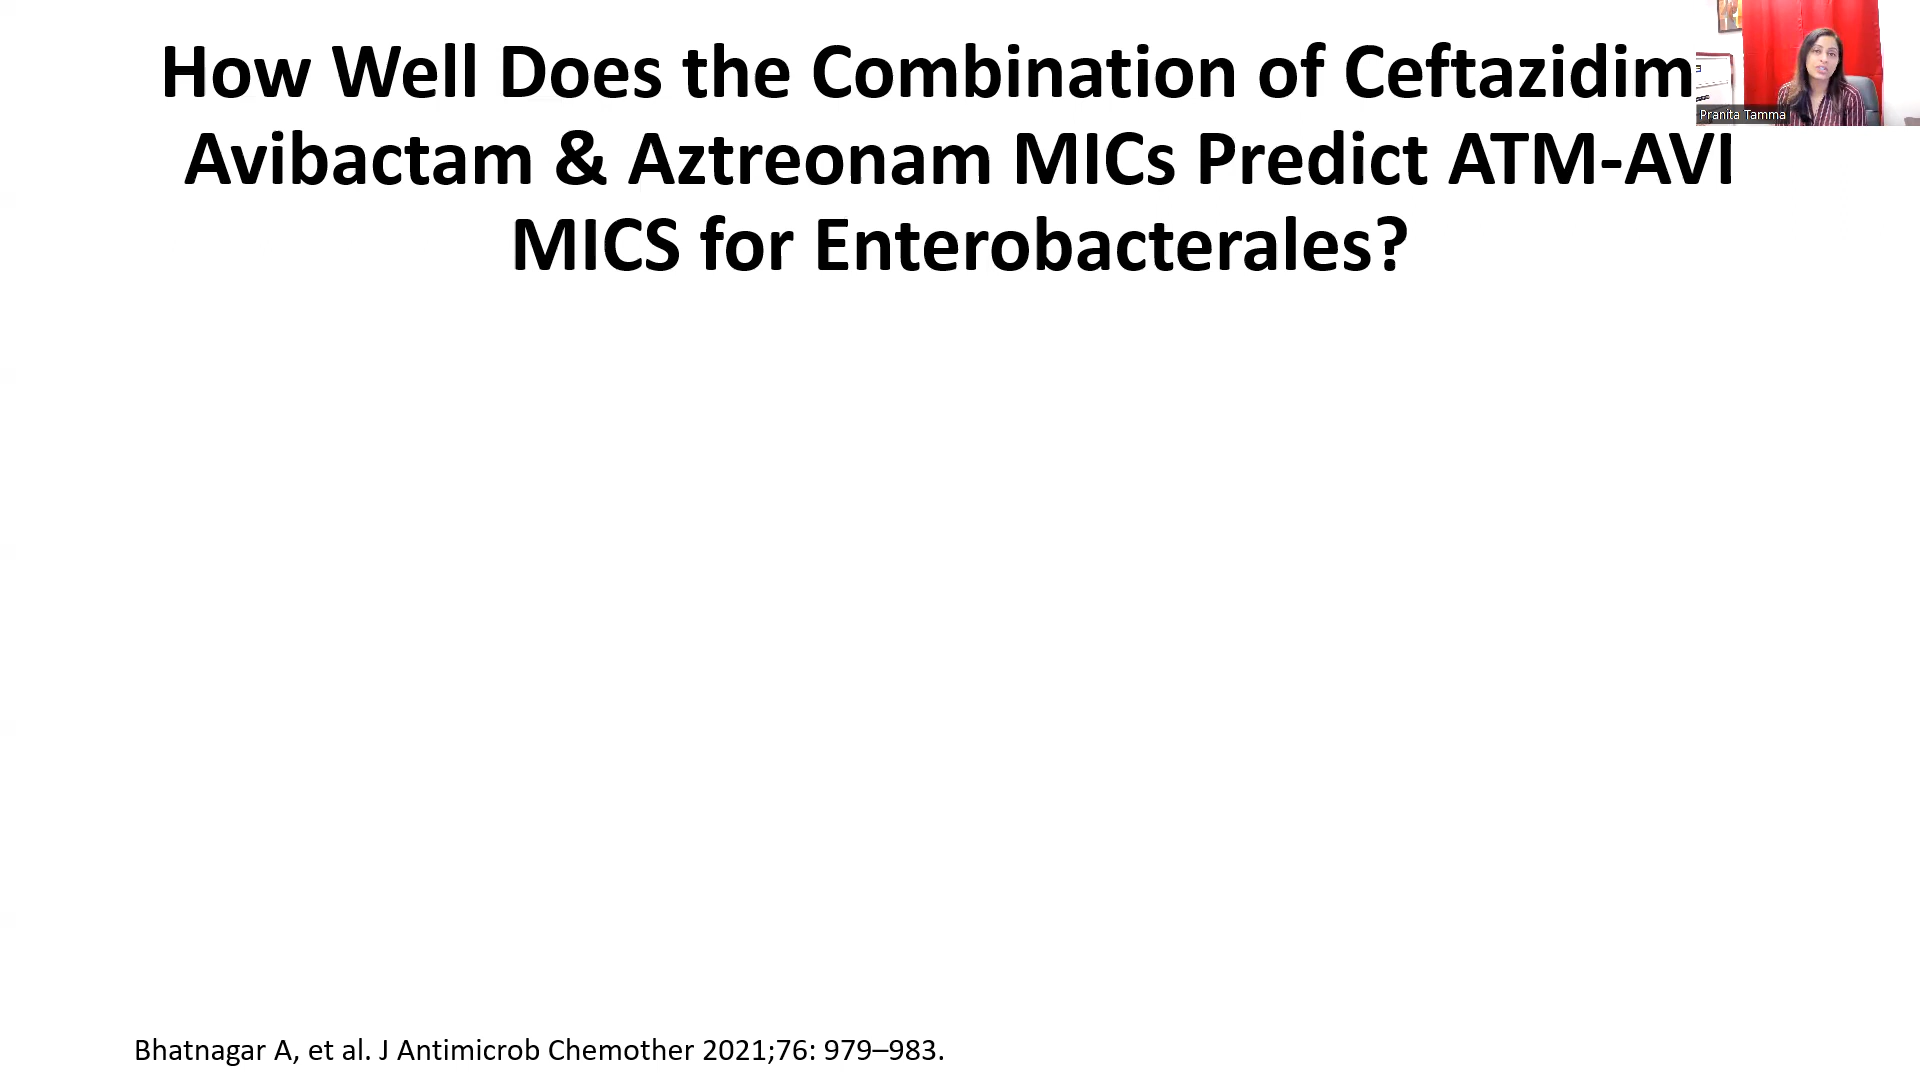 How Well Does the Combination of Ceftazidim
Avibactam & Aztreonam MICs Predict ATM-AVI
MICS for Enterobacterales?
Pranita Tamma
Bhatnagar A, et al. J Antimicrob Chemother 2021;76: 979–983.